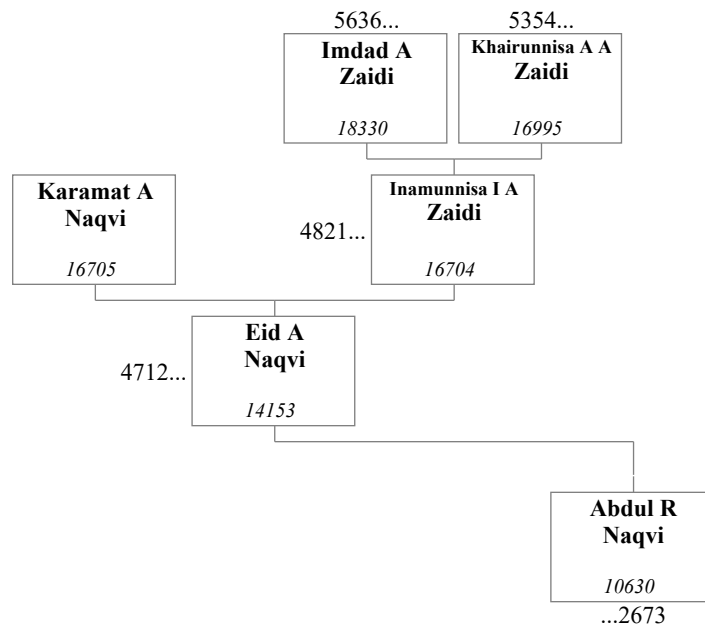 5636...
5354...
Imdad A
Zaidi
18330
Khairunnisa A A
Zaidi
16995
Karamat A
Naqvi
16705
4821...
Inamunnisa I A
Zaidi
16704
4712...
Eid A
Naqvi
14153
Abdul R
Naqvi
10630
...2673